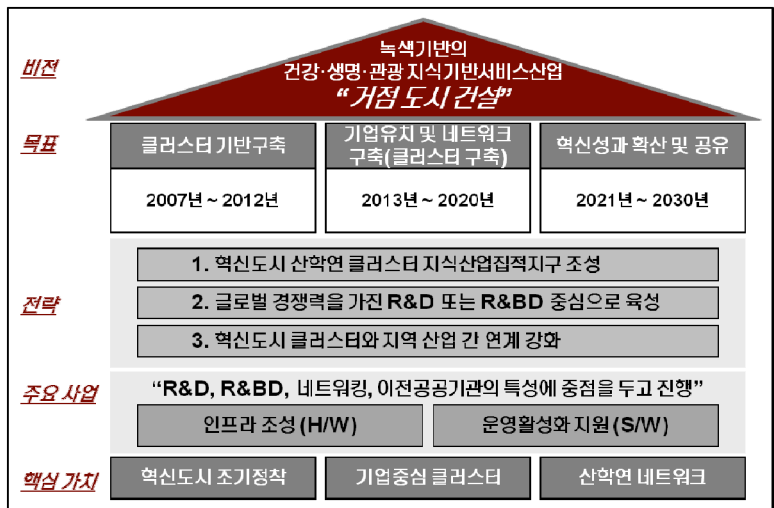 비전
녹색기반의
건강·생명·관광 지식기반서비스산업
“거점 도시 건설”
목표
클러스터 기반구축
기업유치 및 네트워크
구축(클러스터 구축)
혁신성과 확산 및 공유
2007년 ~ 2012년
2013년 ~ 2020년
2021년 ~ 2030년
전략
1. 혁신도시 산학연 클러스터 지식산업집적지구 조성
2. 글로벌 경쟁력을 가진 R&D 또는 R&BD 중심으로 육성
3. 혁신도시 클러스터와 지역 산업 간 연계 강화
주요 사업
“R&D, R&BD, 네트워킹, 이전공공기관의 특성에 중점을 두고 진행”
인프라 조성 (H/W)
운영활성화 지원 (S/W)
핵심 가치
혁신도시 조기정착
기업중심 클러스터
산학연 네트워크